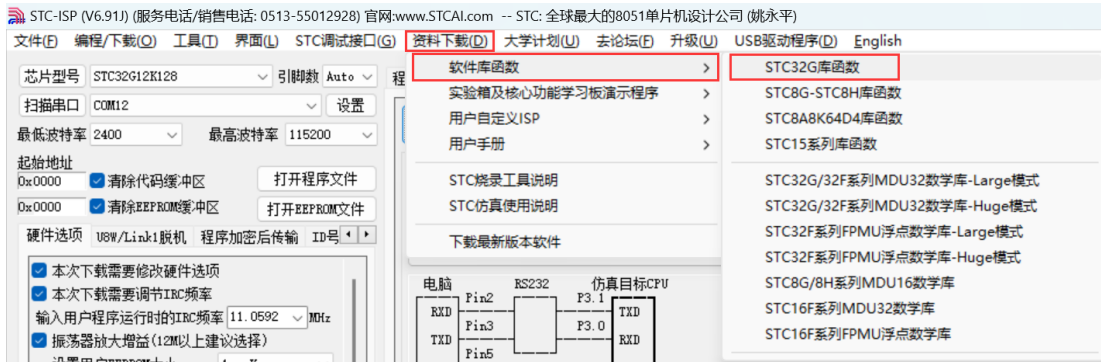 STC-ISP (V6.91J) (服务电话/销售电话: 0513-55012928) 官网:www.STCAI.com -- STC: 全球最大的8051单片机设计公司 (姚永平)
文件(F) 编程/下载(O) 工具(T) 界面(L) STC调试接口(G) 资料下载(D) 大学计划(U) 去论坛(F) 升级(U) USB驱动程序(D) English
芯片型号 STC32G12K128 引脚数 Auto 程
扫描串口 COM12 设置
最低波特率 2400 最高波特率 115200
起始地址
0x0000 清除代码缓冲区 打开程序文件
0x0000 清除EEPROM缓冲区 打开EEPROM文件
硬件选项 U8W/Link1脱机 程序加密后传输 ID号
本次下载需要修改硬件选项
本次下载需要调节IRC频率
输入用户程序运行时的IRC频率 11.0592 MHz
振荡器放大增益(12M以上建议选择)
软件库函数
实验箱及核心功能学习板演示程序
用户自定义ISP
用户手册
STC烧录工具说明
STC仿真使用说明
下载最新版本软件
STC32G库函数
STC8G-STC8H库函数
STC8A8K64D4库函数
STC15系列库函数
STC32G/32F系列MDU32数学库-Large模式
STC32G/32F系列MDU32数学库-Huge模式
STC32F系列FPMU浮点数学库-Large模式
STC32F系列FPMU浮点数学库-Huge模式
STC8G/8H系列MDU16数学库
STC16F系列MDU32数学库
STC16F系列FPMU浮点数学库
电脑 RS232 仿真目标CPU
RXD Pin2 P3.1 TXD
TXD Pin3 P3.0 RXD
Pin5